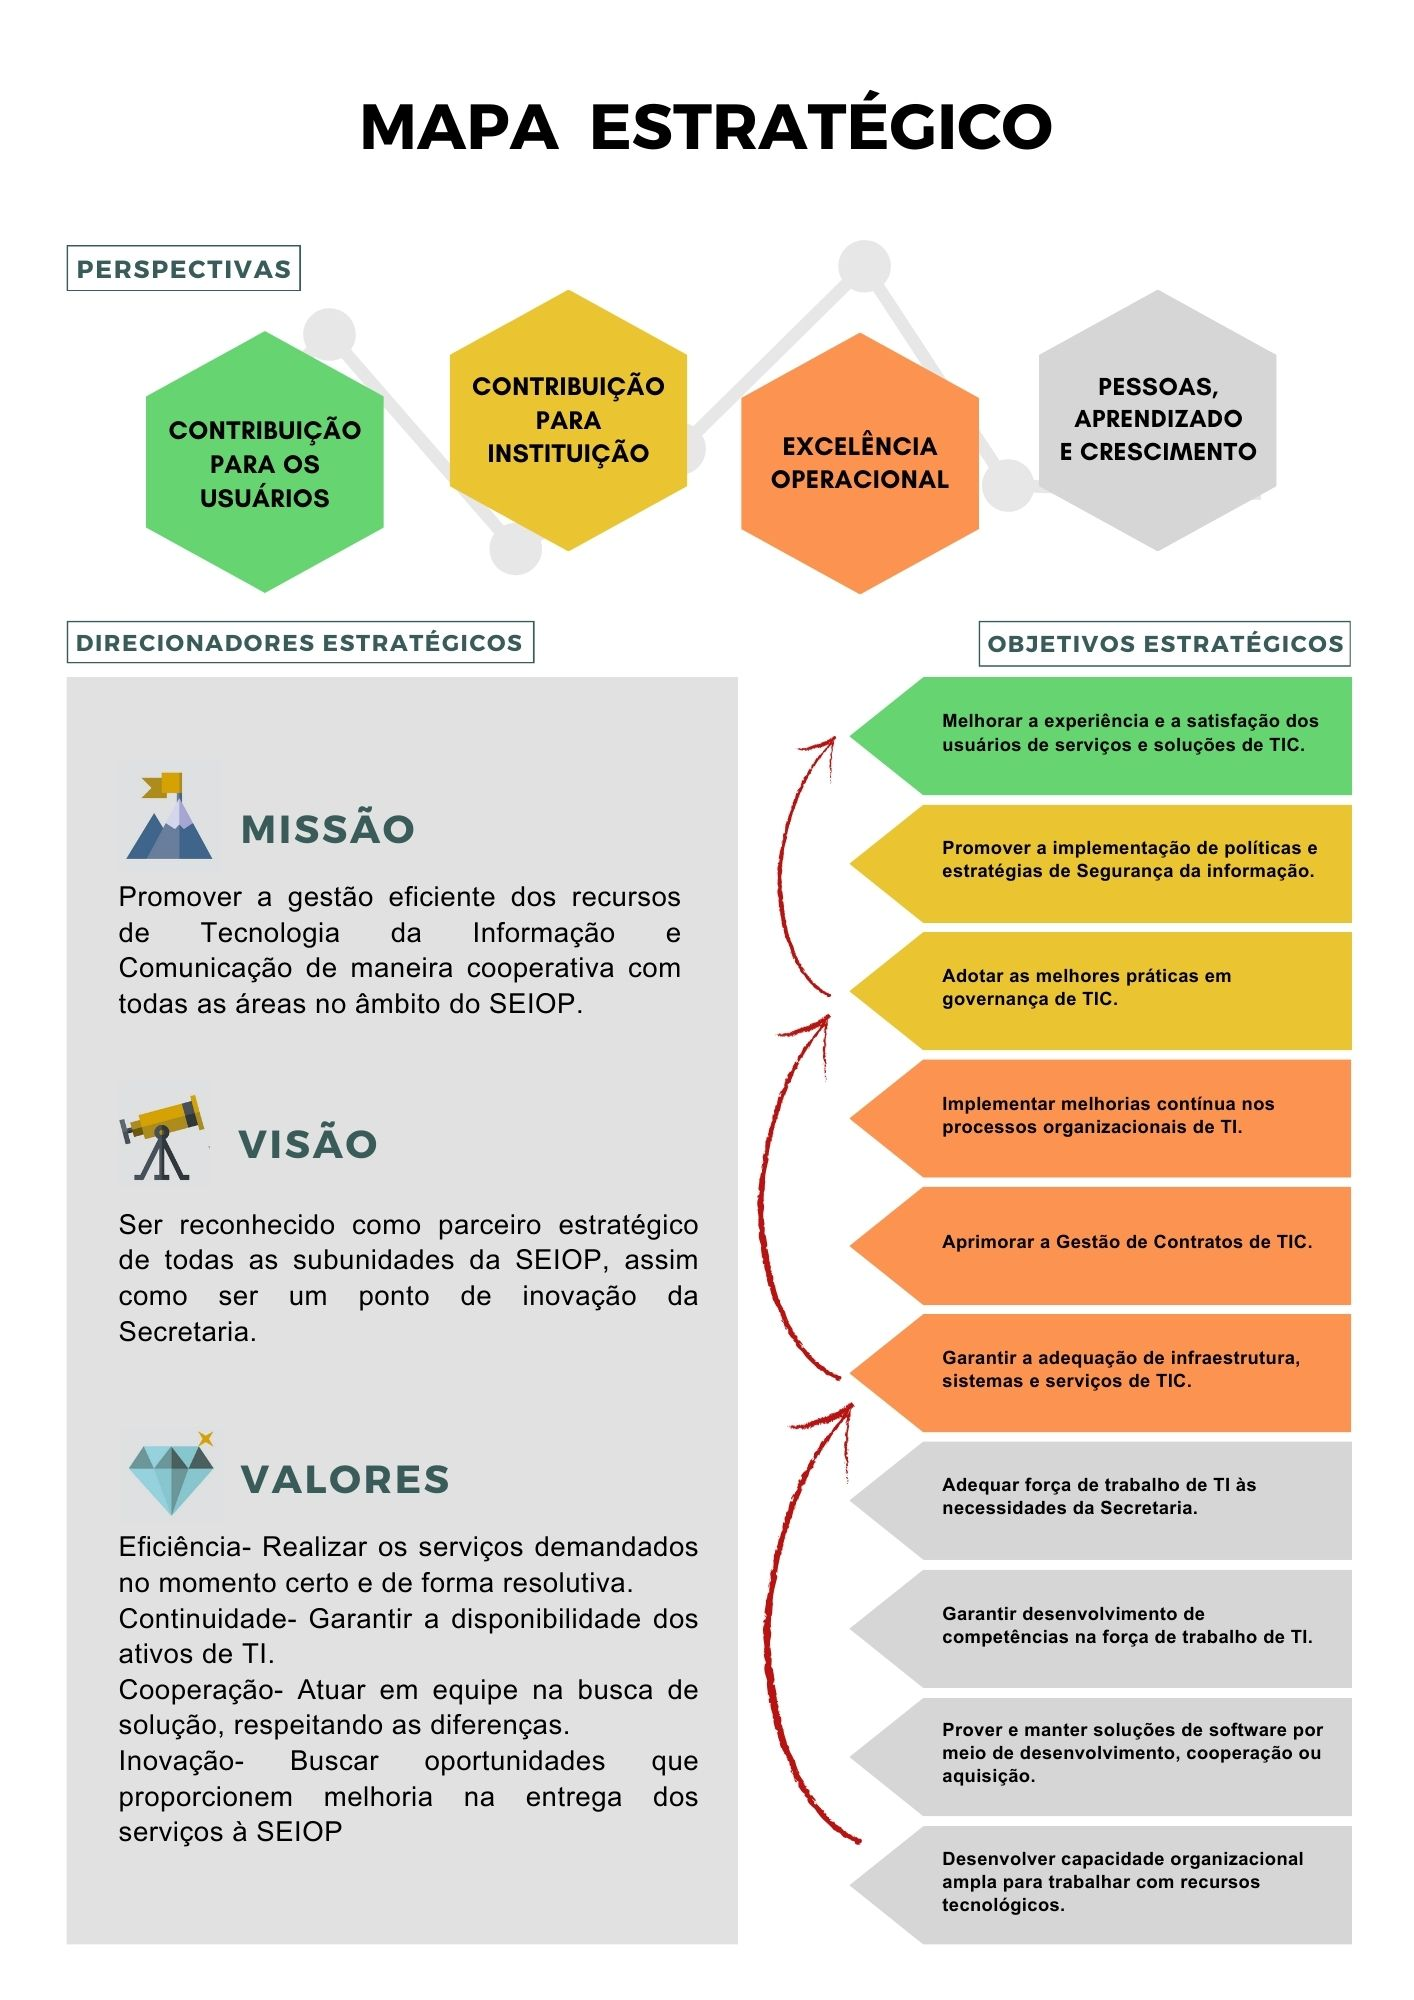 MAPA ESTRATÉGICO
PERSPECTIVAS
CONTRIBUIÇÃO
PARA OS
USUÁRIOS
CONTRIBUIÇÃO
PARA
INSTITUIÇÃO
EXCELÊNCIA
OPERACIONAL
PESSOAS,
APRENDIZADO
E CRESCIMENTO
DIRECIONADORES ESTRATÉGICOS
MISSÃO
Promover a gestão eficiente dos recursos
de Tecnologia da Informação e
Comunicação de maneira cooperativa com
todas as áreas no âmbito do SEIOP.
VISÃO
Ser reconhecido como parceiro estratégico
de todas as subunidades da SEIOP, assim
como ser um ponto de inovação da
Secretaria.
VALORES
Eficiência- Realizar os serviços demandados
no momento certo e de forma resolutiva.
Continuidade- Garantir a disponibilidade dos
ativos de TI.
Cooperação- Atuar em equipe na busca de
solução, respeitando as diferenças.
Inovação- Buscar oportunidades que
proporcionem melhoria na entrega dos
serviços à SEIOP
OBJETIVOS ESTRATÉGICOS
Melhorar a experiência e a satisfação dos
usuários de serviços e soluções de TIC.
Promover a implementação de políticas e
estratégias de Segurança da informação.
Adotar as melhores práticas em
governança de TIC.
Implementar melhorias contínua nos
processos organizacionais de TI.
Aprimorar a Gestão de Contratos de TIC.
Garantir a adequação de infraestrutura,
sistemas e serviços de TIC.
Adequar força de trabalho de TI às
necessidades da Secretaria.
Garantir desenvolvimento de
competências na força de trabalho de TI.
Prover e manter soluções de software por
meio de desenvolvimento, cooperação ou
aquisição.
Desenvolver capacidade organizacional
ampla para trabalhar com recursos
tecnológicos.